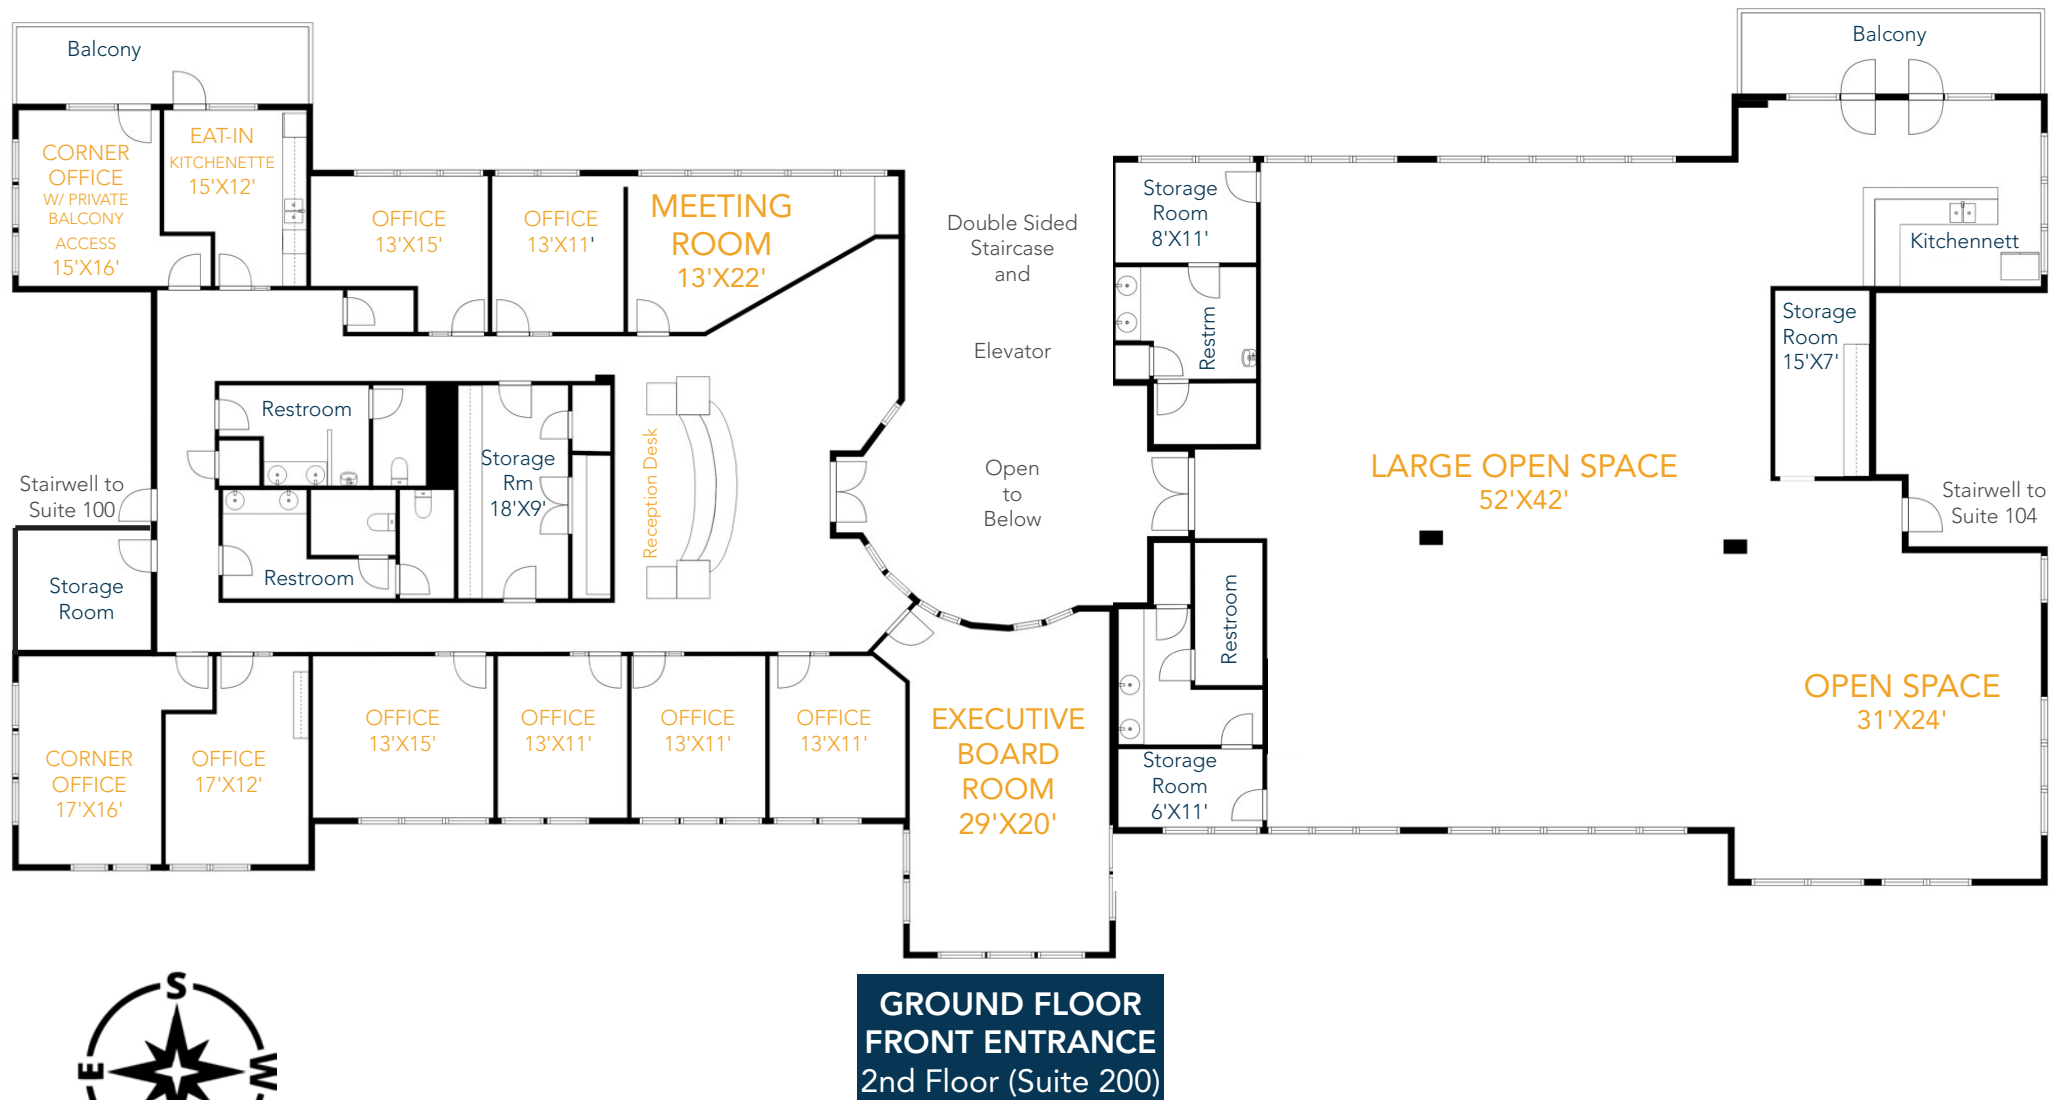 Balcony
Balcony
CORNER
OFFICE
W/ PRIVATE
BALCONY
ACCESS
15'X16'
EAT-IN
KITCHENETTE
15'X12'
OFFICE
13'X15'
OFFICE
13'X11'
MEETING
ROOM
13'X22'
Double Sided
Staircase
and
Elevator
Open
to
Below
Storage
Room
8'X11'
Restrm
Kitchennett
Storage
Room
15'X7'
Restroom
Storage
Rm
18'X9'
Reception Desk
LARGE OPEN SPACE
52'X42'
Stairwell to
Suite 100
Stairwell to
Suite 104
Restroom
Storage
Room
Restroom
CORNER
OFFICE
17'X16'
OFFICE
17'X12'
OFFICE
13'X15'
OFFICE
13'X11'
OFFICE
13'X11'
OFFICE
13'X11'
EXECUTIVE
BOARD
ROOM
29'X20'
Storage
Room
6'X11'
OPEN SPACE
31'X24'
S
E
W
GROUND FLOOR
FRONT ENTRANCE
2nd Floor (Suite 200)